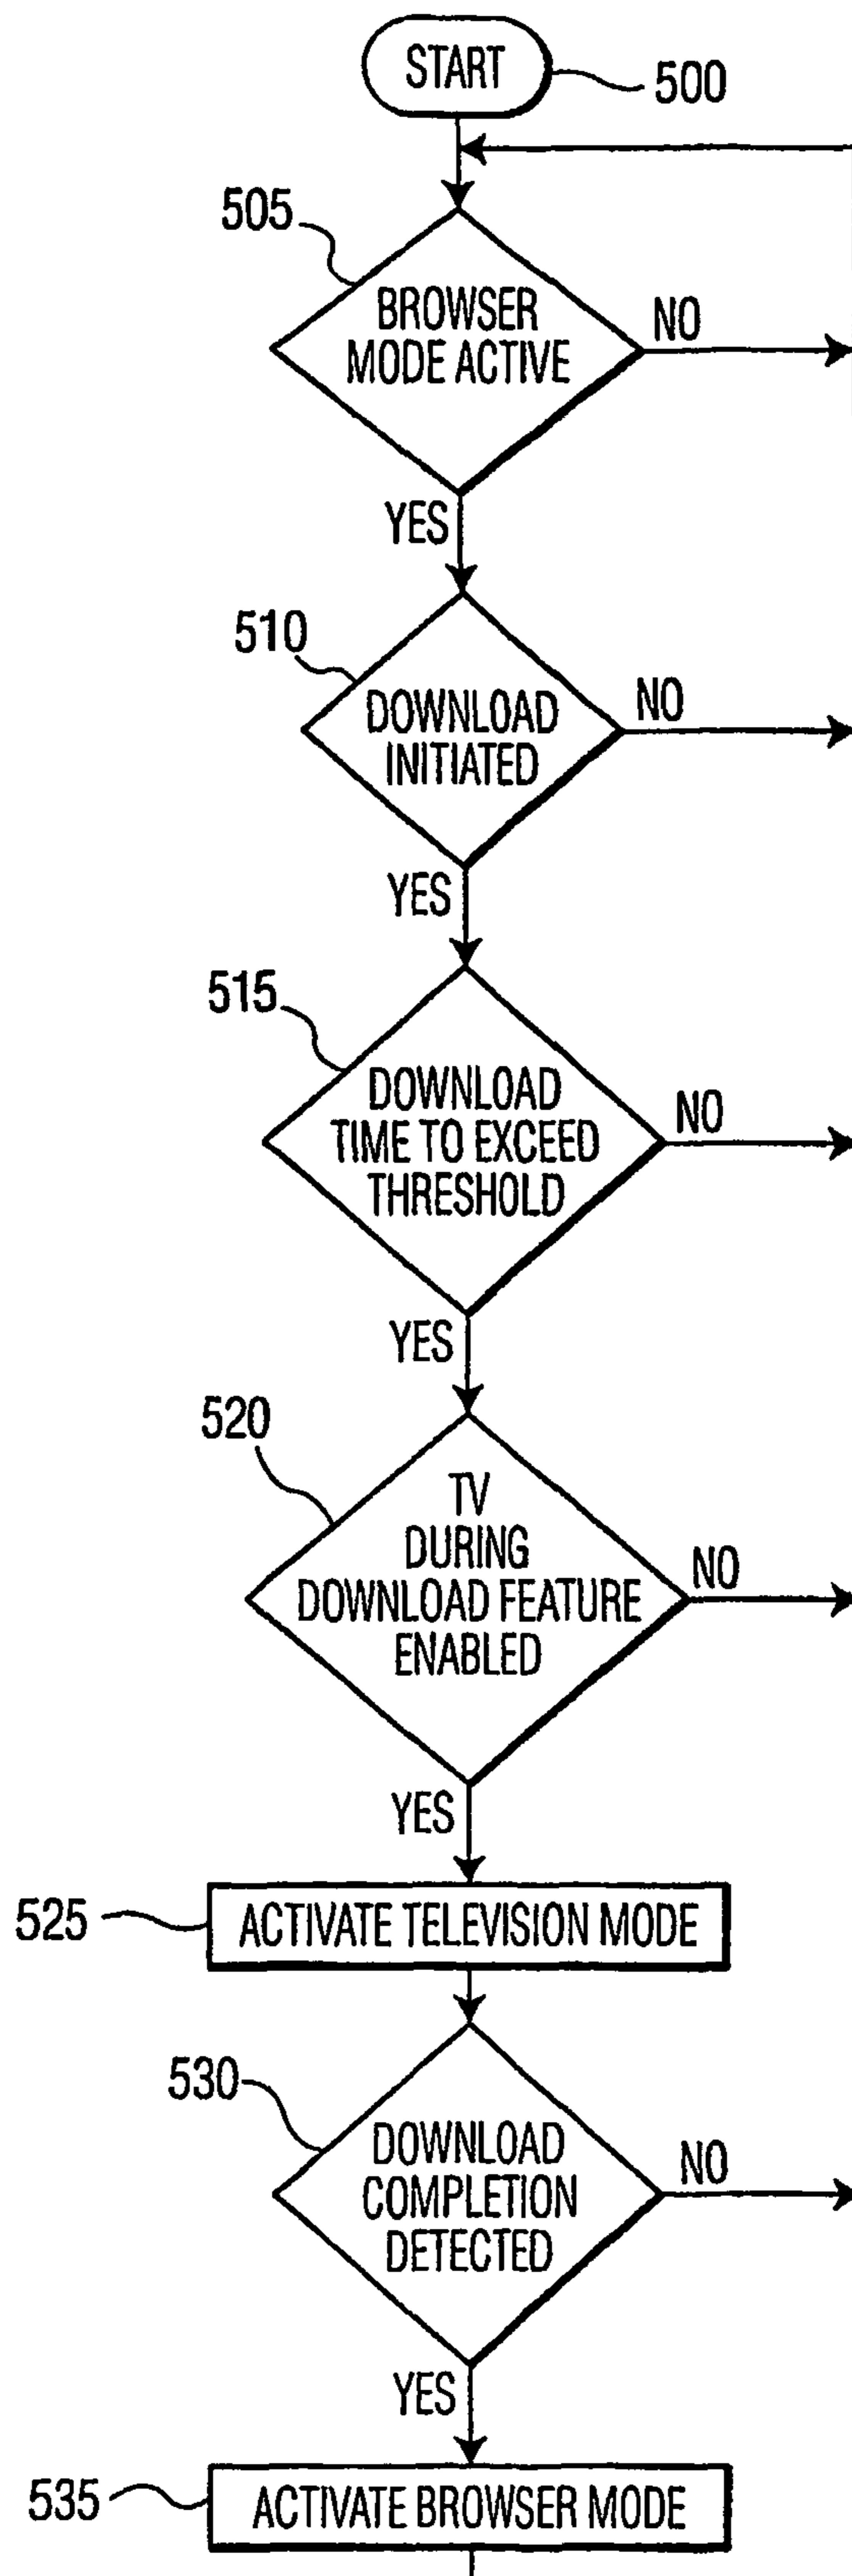 START
500
505
BROWSER
MODE ACTIVE
NO
YES
510
DOWNLOAD
INITIATED
NO
YES
515
DOWNLOAD
TIME TO EXCEED
THRESHOLD
NO
YES
520
TV
DURING
DOWNLOAD FEATURE
ENABLED
NO
YES
525
ACTIVATE TELEVISION MODE
530
DOWNLOAD
COMPLETION
DETECTED
NO
YES
535
ACTIVATE BROWSER MODE